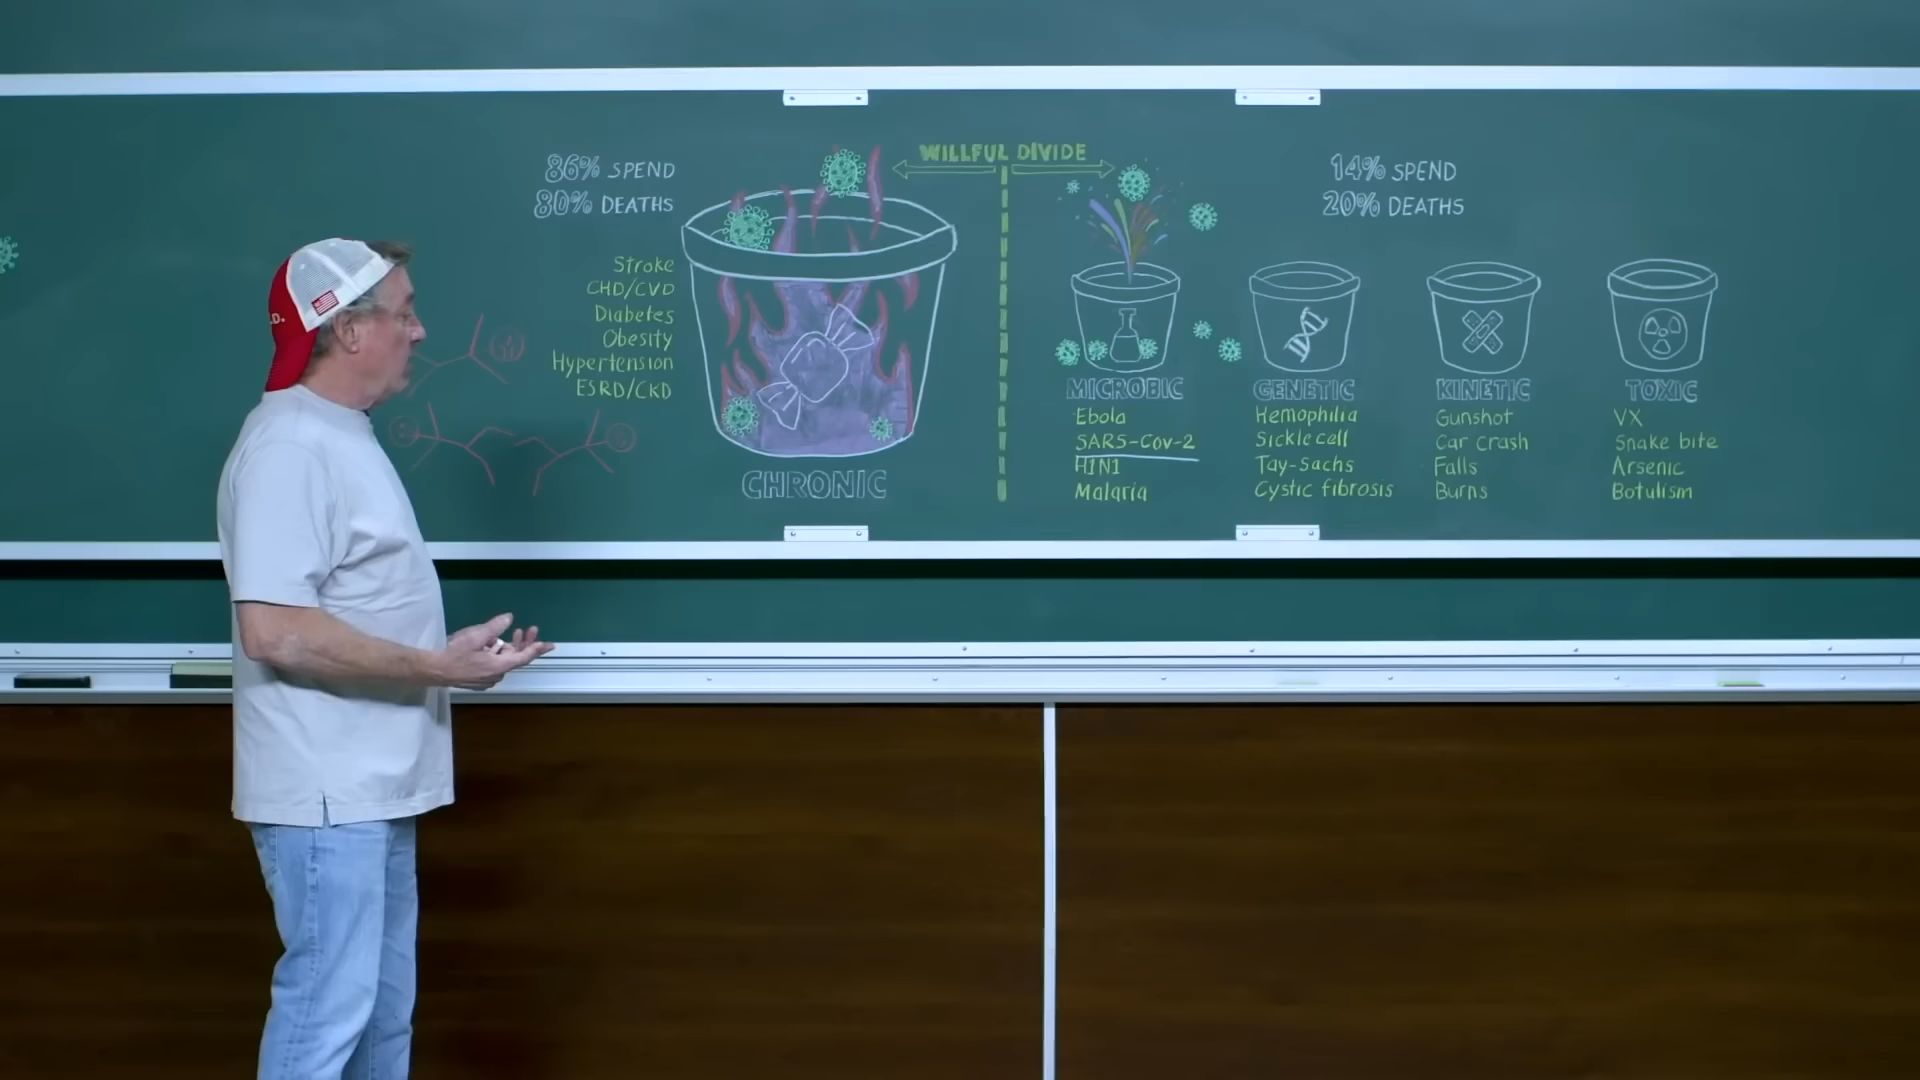 WILLFUL DIVIDE
86% SPEND
80% DEATHS
Stroke
CHD/CVD
Diabetes
Obesity
Hypertension
ESRD/CKD
CHRONIC
14% SPEND
20% DEATHS
MICROBIC
Ebola
SARS-Cov-2
H1N1
Malaria
GENETIC
Hemophilia
Sickle cell
Tay-Sachs
Cystic fibrosis
KINETIC
Gunshot
Car crash
Falls
Burns
TOXIC
VX
Snake bite
Arsenic
Botulism